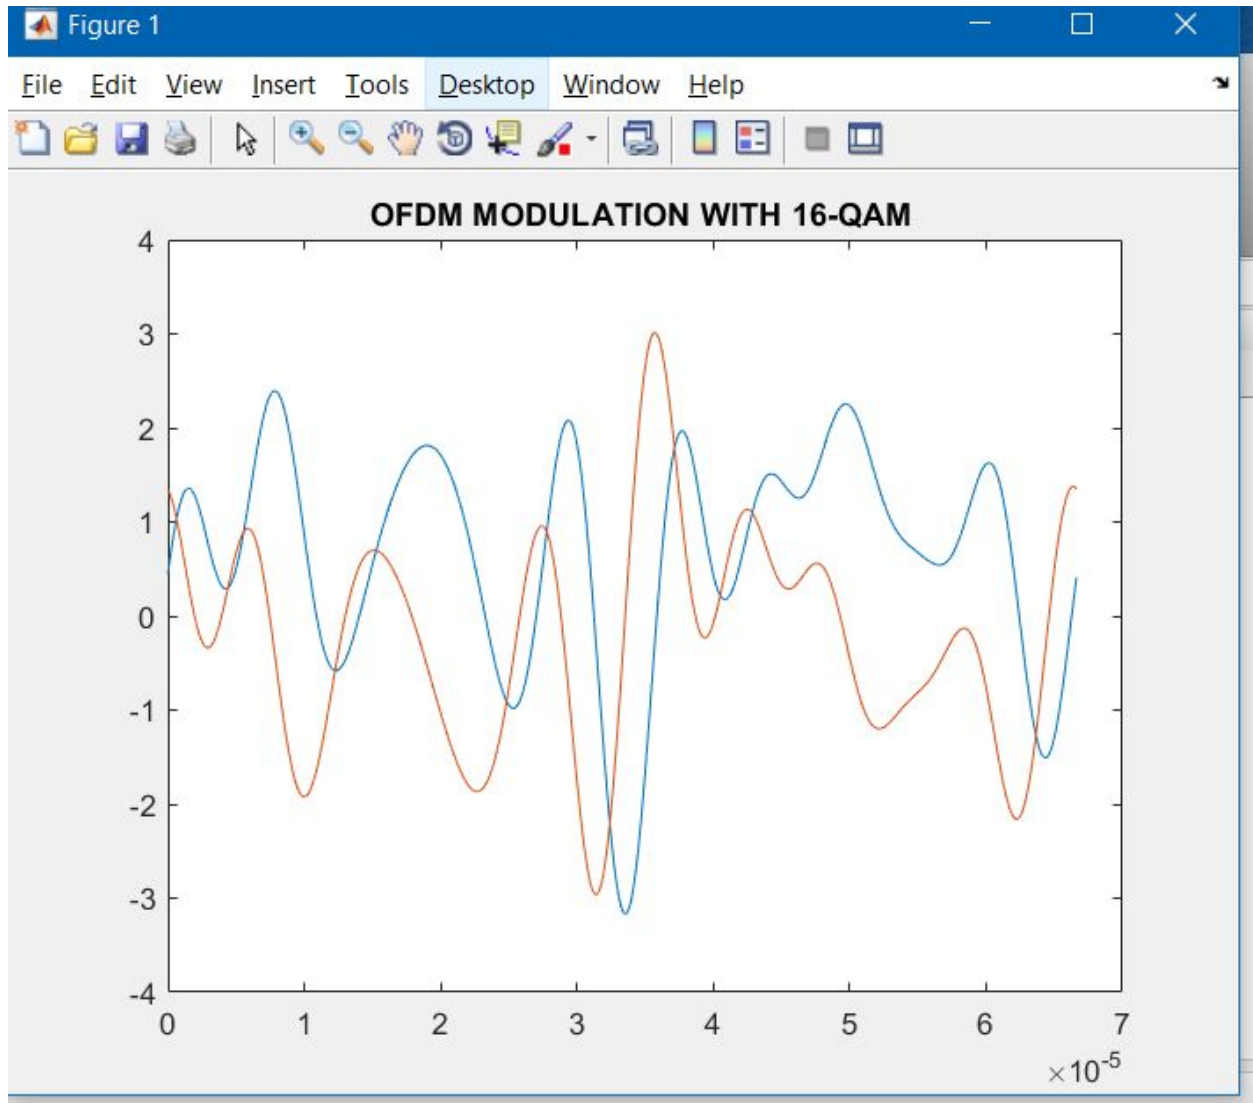 Figure 1
File Edit View Insert Tools Desktop Window Help
OFDM MODULATION WITH 16-QAM
4
3
2
1
0
-1
-2
-3
-4
0 1 2 3 4 5 6 7
×10-5